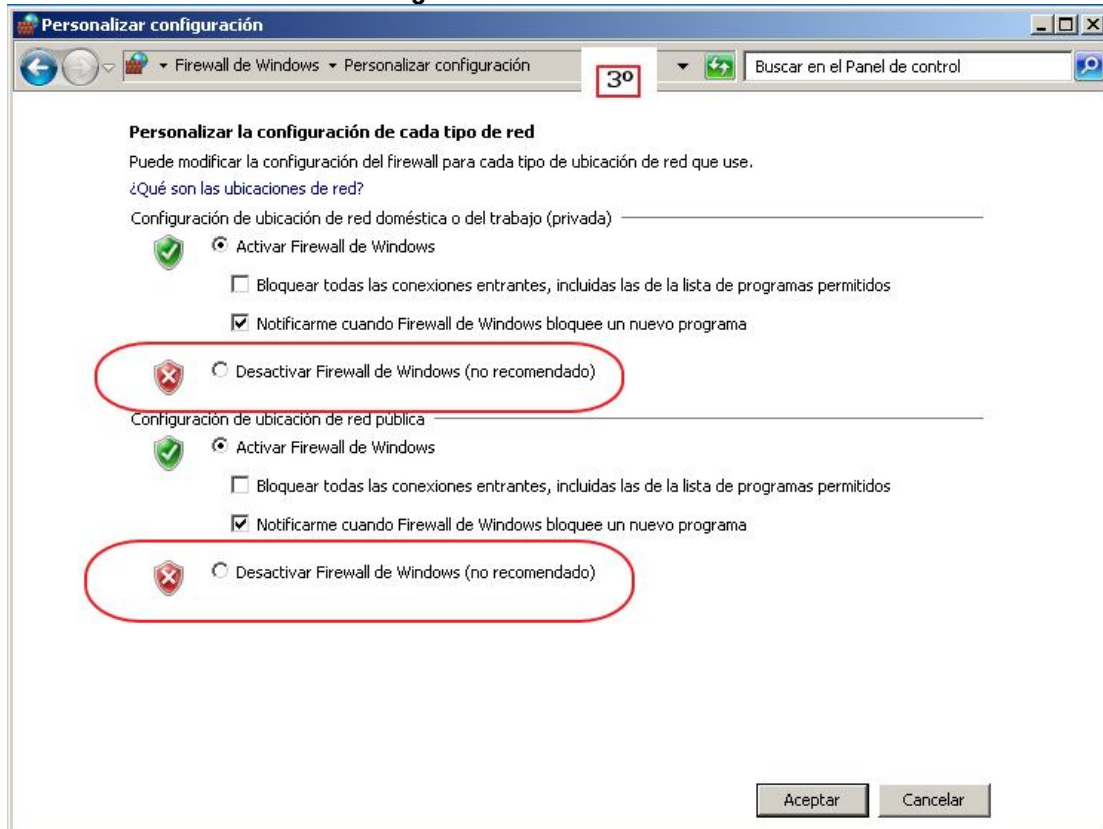 Personalizar configuración
Firewall de Windows Personalizar configuración
3º
Buscar en el Panel de control
Personalizar la configuración de cada tipo de red
Puede modificar la configuración del firewall para cada tipo de ubicación de red que use.
¿Qué son las ubicaciones de red?
Configuración de ubicación de red doméstica o del trabajo (privada)
Activar Firewall de Windows
Bloquear todas las conexiones entrantes, incluidas las de la lista de programas permitidos
Notificarme cuando Firewall de Windows bloquee un nuevo programa
Desactivar Firewall de Windows (no recomendado)
Configuración de ubicación de red pública
Activar Firewall de Windows
Bloquear todas las conexiones entrantes, incluidas las de la lista de programas permitidos
Notificarme cuando Firewall de Windows bloquee un nuevo programa
Desactivar Firewall de Windows (no recomendado)
Aceptar Cancelar